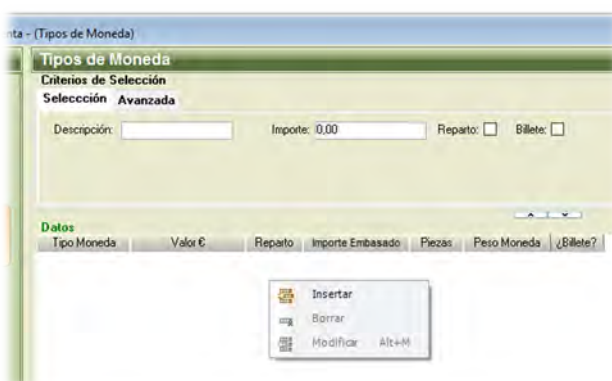 nta - (Tipos de Moneda)
Tipos de Moneda
Criterios de Selección
Seleccción Avanzada
Descripción: Importe: 0,00 Reparto: Billete:
Datos
Tipo Moneda Valor € Reparto Importe Embasado Piezas Peso Moneda ¿Billete?
Insertar
Borrar
Modificar Alt+M